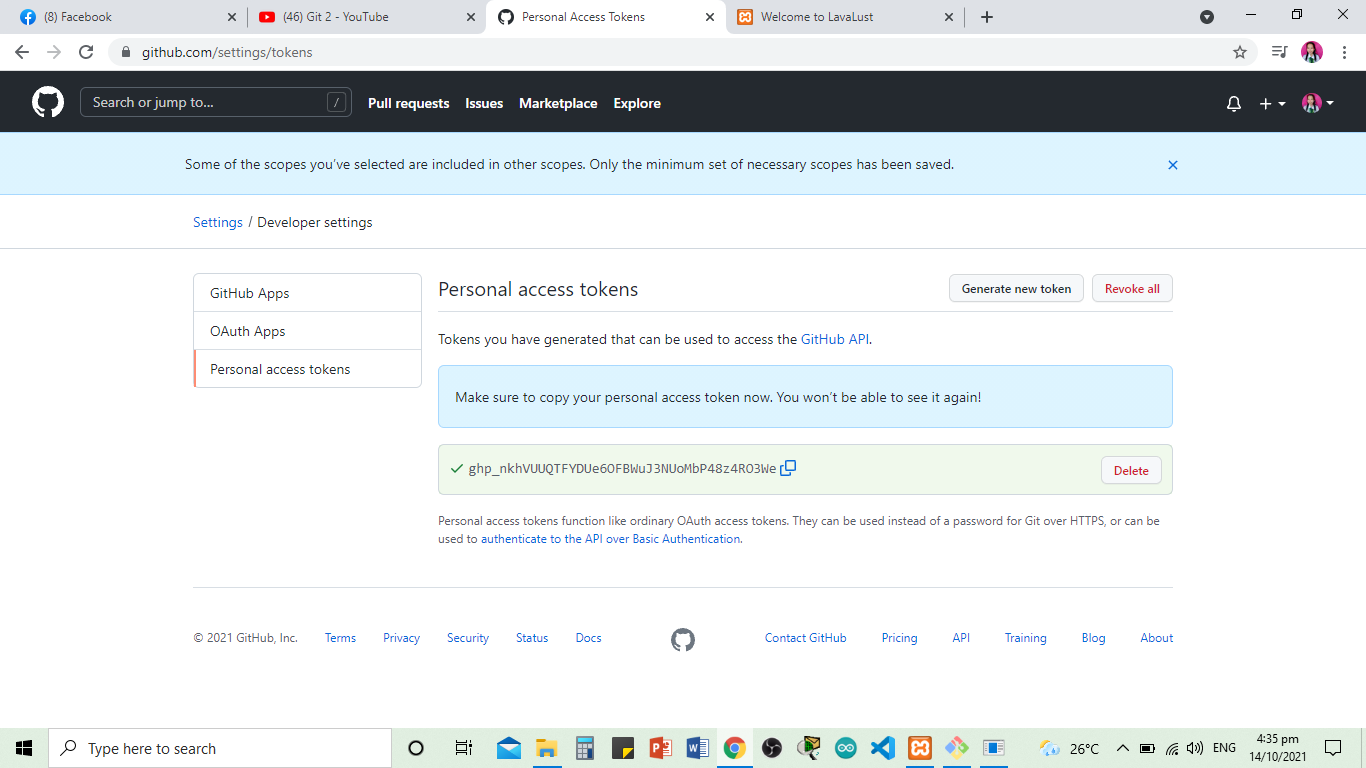 (8) Facebook
(46) Git 2 - YouTube
Personal Access Tokens
Welcome to LavaLust
github.com/settings/tokens
Search or jump to...
/
Pull requests
Issues
Marketplace
Explore
Some of the scopes you’ve selected are included in other scopes. Only the minimum set of necessary scopes has been saved.
Settings / Developer settings
GitHub Apps
OAuth Apps
Personal access tokens
Personal access tokens
Generate new token
Revoke all
Tokens you have generated that can be used to access the GitHub API.
Make sure to copy your personal access token now. You won’t be able to see it again!
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
Delete
Personal access tokens function like ordinary OAuth access tokens. They can be used instead of a password for Git over HTTPS, or can be
used to authenticate to the API over Basic Authentication.
© 2021 GitHub, Inc.
Terms
Privacy
Security
Status
Docs
Contact GitHub
Pricing
API
Training
Blog
About
Type here to search
26°C
ENG
4:35 pm
14/10/2021